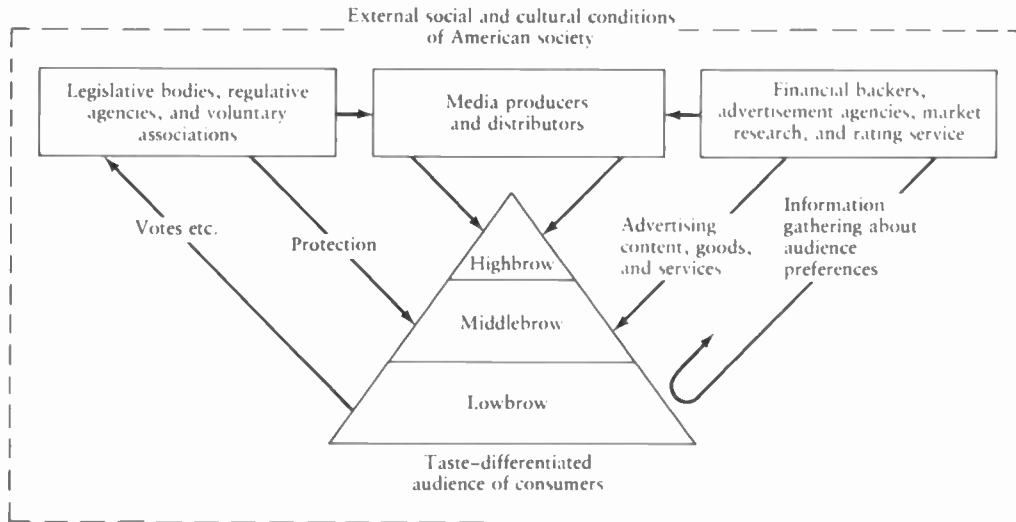 External social and cultural conditions
of American society
Legislative bodies, regulative
agencies, and voluntary
associations
Media producers
and distributors
Financial backers,
advertisement agencies, market
research, and rating service
Votes etc.
Protection
Advertising
content, goods,
and services
Information
gathering about
audience
preferences
Highbrow
Middlebrow
Lowbrow
Taste-differentiated
audience of consumers